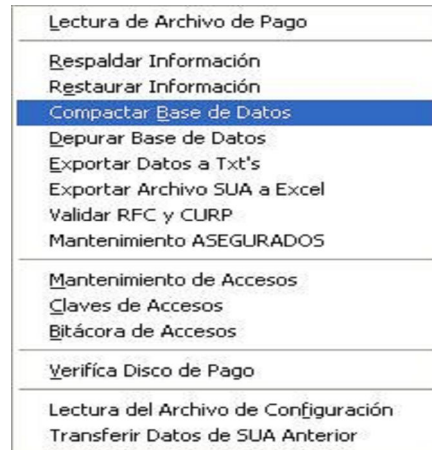 Lectura de Archivo de Pago
Respaldar Información
Restaurar Información
Compactar Base de Datos
Depurar Base de Datos
Exportar Datos a Txt's
Exportar Archivo SUA a Excel
Validar RFC y CURP
Mantenimiento ASEGURADOS
Mantenimiento de Accesos
Claves de Accesos
Bitácora de Accesos
Verifíca Disco de Pago
Lectura del Archivo de Configuración
Transferir Datos de SUA Anterior